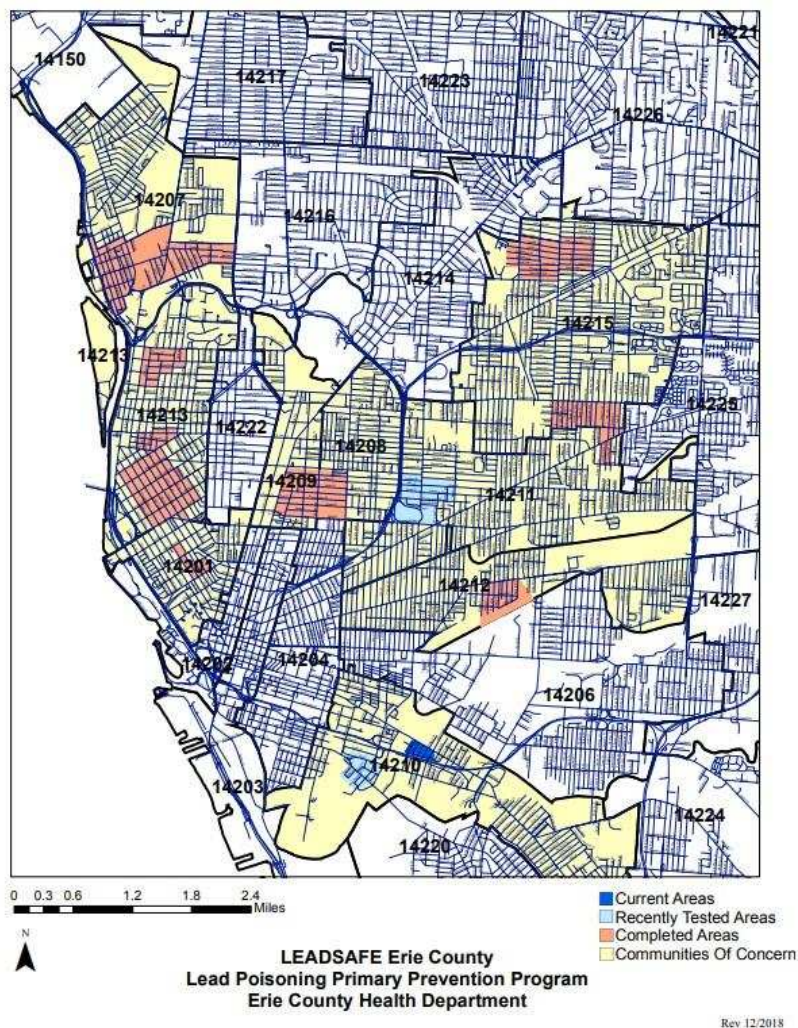 14221
14150
14217
14223
14226
14207
14216
14214
14215
14213
14213
14222
14208
14225
14209
14211
14201
14212
14227
14202
14204
14206
14210
14203
14224
14220
0 0.3 0.6 1.2 1.8 2.4
Miles
Current Areas
Recently Tested Areas
Completed Areas
Communities Of Concern
N
LEADSAFE Erie County
Lead Poisoning Primary Prevention Program
Erie County Health Department
Rev 12/2018